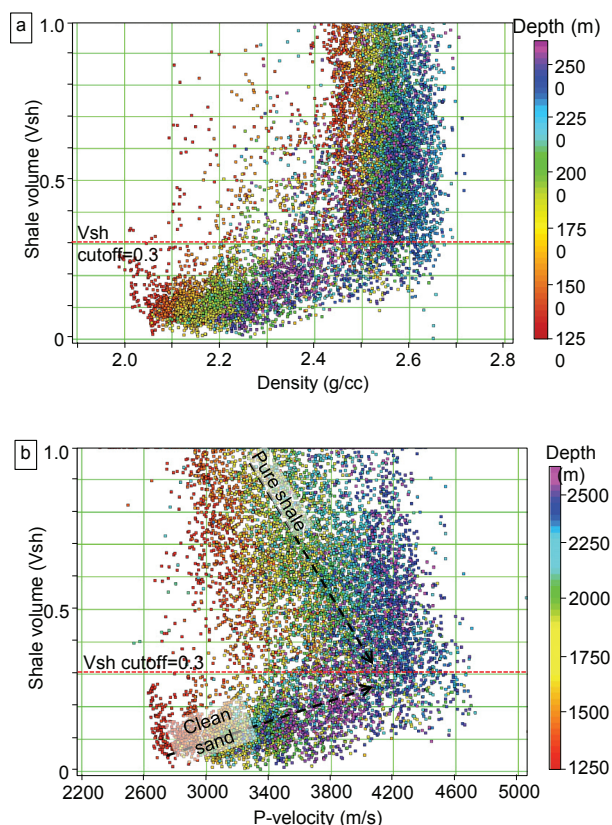 a
Depth (m)
1.0
0.5
0
Shale volume (Vsh)
Vsh
cutoff=0.3
250
0
225
0
200
0
175
0
150
0
125
0
2.0 2.2 2.4 2.6 2.8
Density (g/cc)
b
Depth
(m)
1.0
0.5
0
Shale volume (Vsh)
Pure shale
Vsh cutoff=0.3
Clean
sand
2500
2250
2000
1750
1500
1250
2200 2600 3000 3400 3800 4200 4600 5000
P-velocity (m/s)